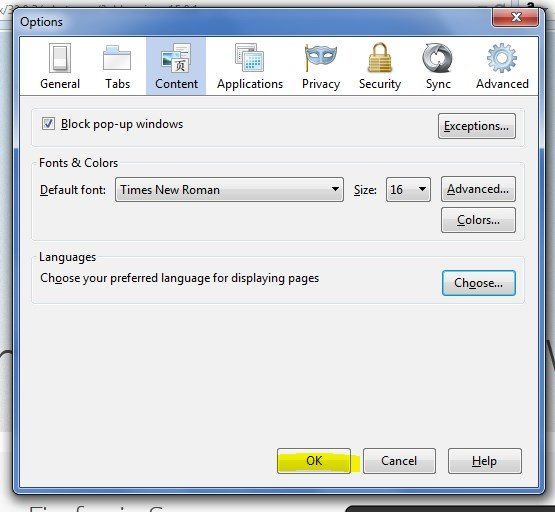 Options
General
Tabs
Content
Applications
Privacy
Security
Sync
Advanced
Block pop-up windows
Exceptions...
Fonts & Colors
Default font: Times New Roman Size: 16 Advanced...
Colors...
Languages
Choose your preferred language for displaying pages
Choose...
OK
Cancel
Help